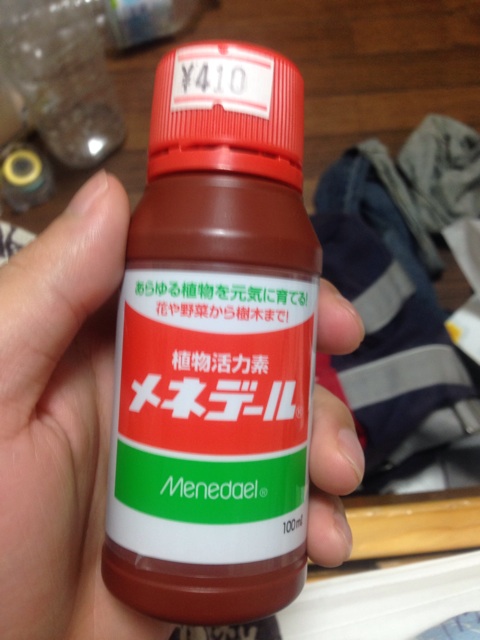 ¥410
あらゆる植物を元気に育てる!
花や野菜から樹木まで!
植物活力素
メネデール®
Menedael®
100mℓ